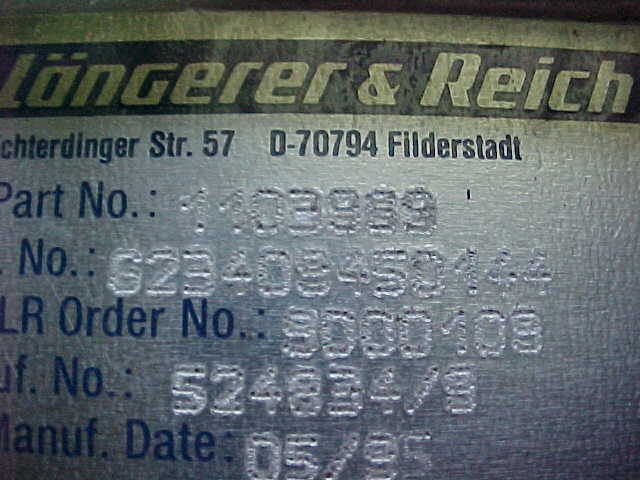 Längerer & Reich
chterdinger Str. 57 D-70794 Filderstadt
Part No.: 1103989
No.: 623408450144
LR Order No.: 9000109
uf. No.: 524834/9
Manuf. Date: 05/95